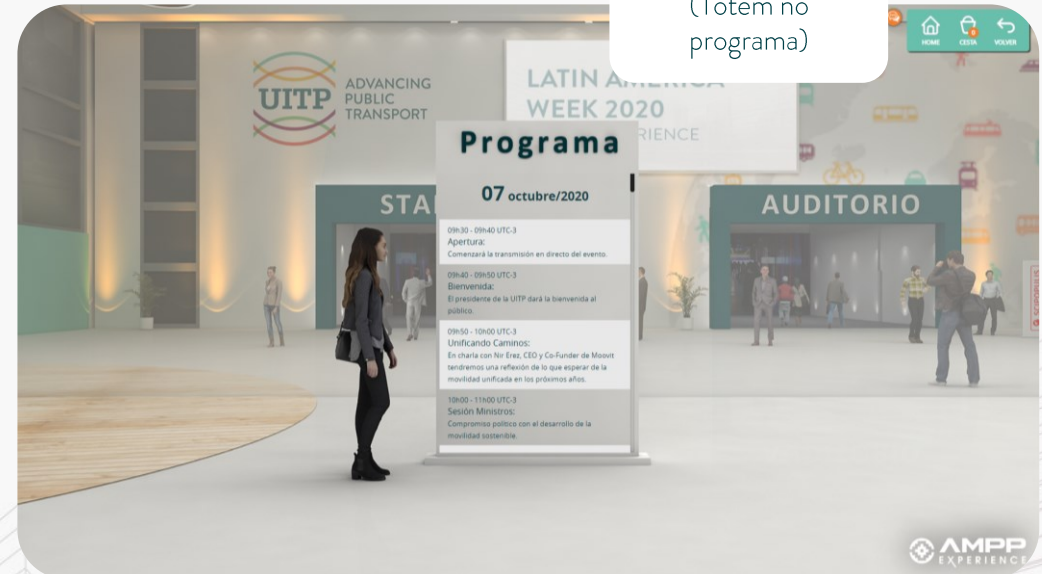 (Totem no
programa)
HOME
CESTA
0
VOLVER
UITP
ADVANCING
PUBLIC
TRANSPORT
LATIN AMERICA
WEEK 2020
RIENCE
Programa
07 octubre/2020
STA
AUDITORIO
09h30 - 09h40 UTC-3
Apertura:
Comenzará la transmisión en directo del evento.
09h40 - 09h50 UTC-3
Bienvenida:
El presidente de la UITP dará la bienvenida al
público.
09h50 - 10h00 UTC-3
Unificando Caminos:
En charla con Nir Erez, CEO y Co-Funder de Moovit
tendremos una reflexión de lo que esperar de la
movilidad unificada en los próximos años.
10h00 - 11h00 UTC-3
Sesión Ministros:
Compromiso político con el desarrollo de la
movilidad sostenible.
AMPP
EXPERIENCE